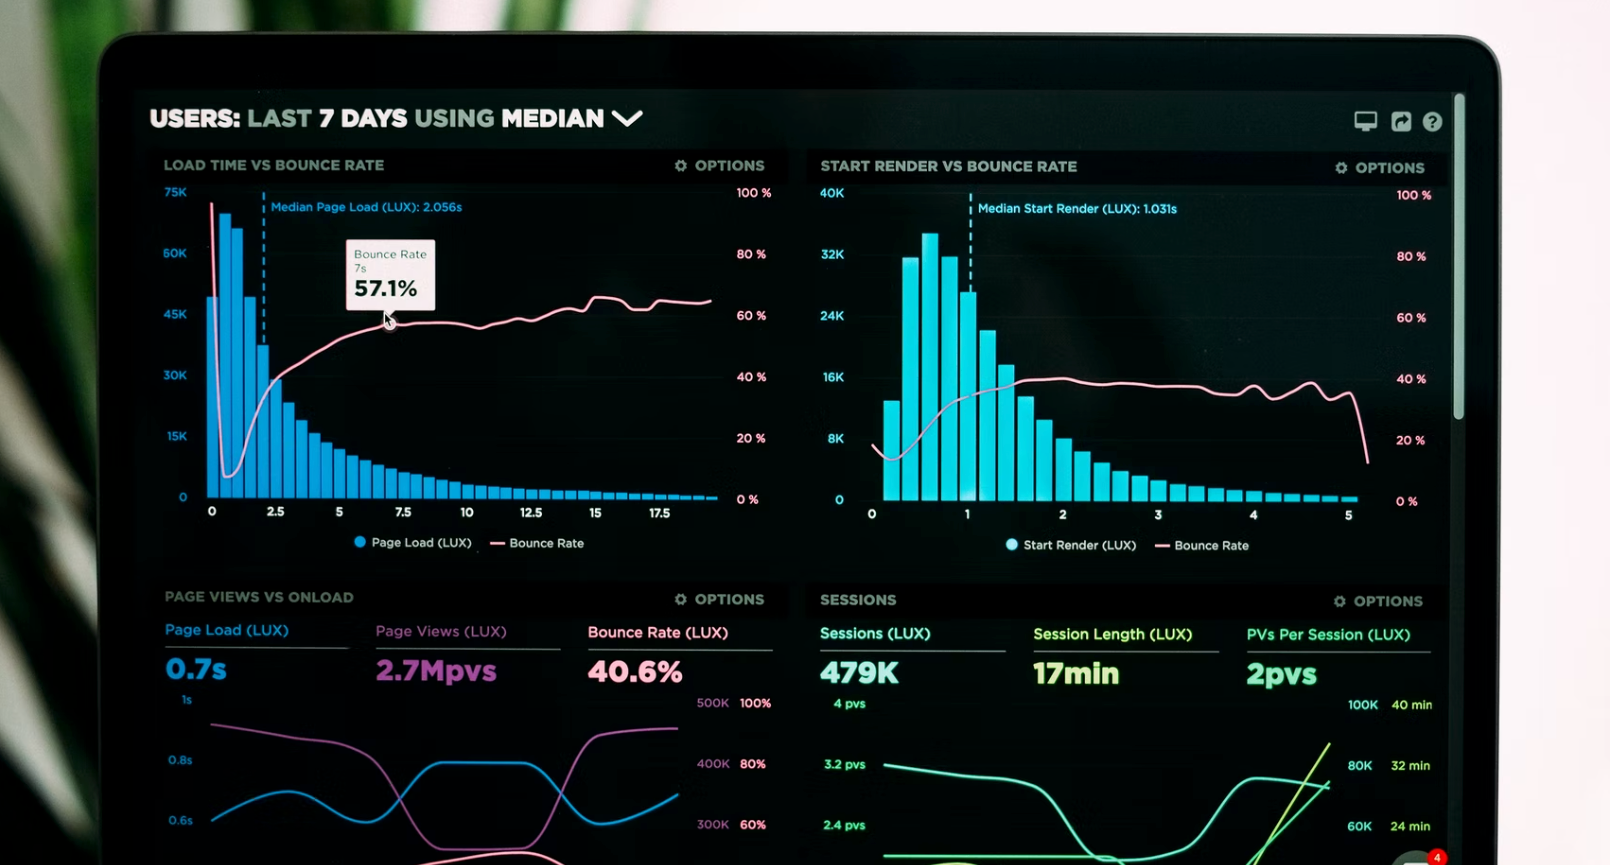 USERS: LAST 7 DAYS USING MEDIAN
LOAD TIME VS BOUNCE RATE
OPTIONS
75K
60K
45K
30K
15K
0
Median Page Load (LUX): 2.056s
Bounce Rate
7s
57.1%
100 %
80 %
60 %
40 %
20 %
0 %
0 2.5 5 7.5 10 12.5 15 17.5
Page Load (LUX) Bounce Rate
START RENDER VS BOUNCE RATE
OPTIONS
40K
32K
24K
16K
8K
0
Median Start Render (LUX): 1.031s
100 %
80 %
60 %
40 %
20 %
0 %
0 1 2 3 4 5
Start Render (LUX) Bounce Rate
PAGE VIEWS VS ONLOAD
OPTIONS
Page Load (LUX) Page Views (LUX) Bounce Rate (LUX)
0.7s 2.7Mpvs 40.6%
1s
0.8s
0.6s
500K 100%
400K 80%
300K 60%
SESSIONS
OPTIONS
Sessions (LUX) Session Length (LUX) PVs Per Session (LUX)
479K 17min 2pvs
4 pvs
3.2 pvs
2.4 pvs
100K 40 min
80K 32 min
60K 24 min
4